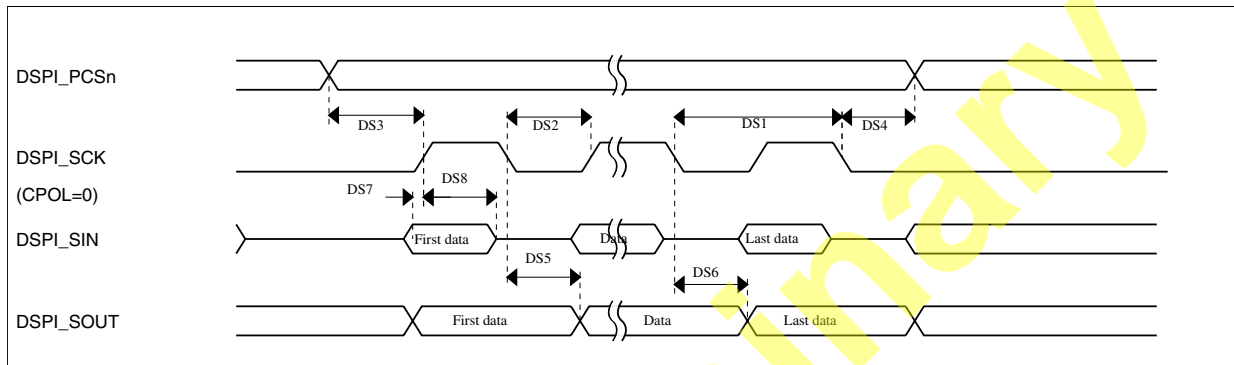 DSPI_PCSn
DS3
DS2
DS1
DS4
DSPI_SCK
(CPOL=0)
DS7
DS8
DSPI_SIN
First data
Data
Last data
DS5
DS6
DSPI_SOUT
First data
Data
Last data
inary